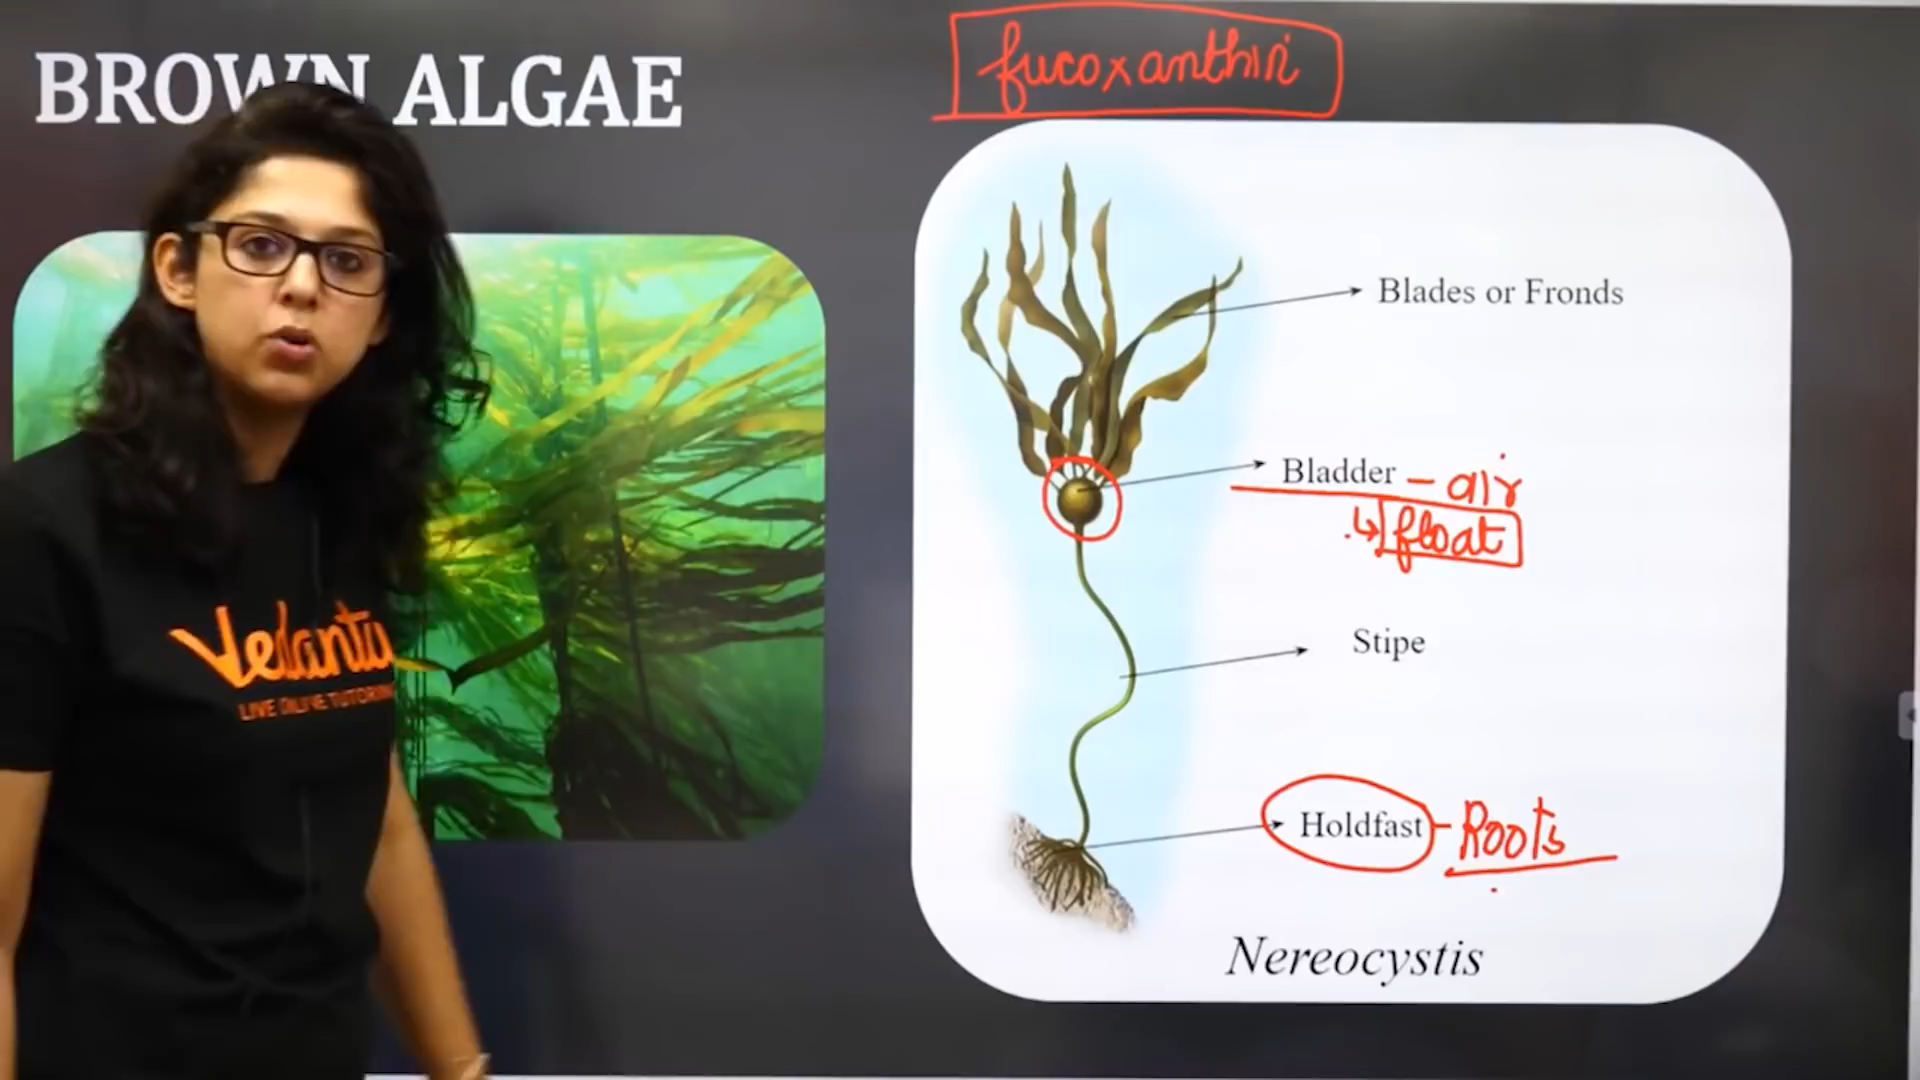 BROWN ALGAE
fucoxanthin
Blades or Fronds
Bladder – air
↳ float
Vedantu
LIVE ONLINE TUTORING
Stipe
Holdfast – Roots
Nereocystis